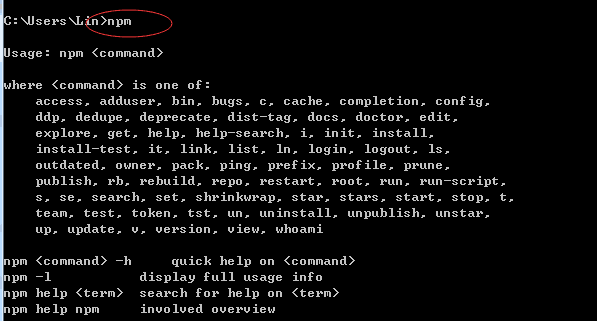 C:\Users\Lin>npm
Usage: npm <command>
where <command> is one of:
access, adduser, bin, bugs, c, cache, completion, config,
ddp, dedupe, deprecate, dist-tag, docs, doctor, edit,
explore, get, help, help-search, i, init, install,
install-test, it, link, list, ln, login, logout, ls,
outdated, owner, pack, ping, prefix, profile, prune,
publish, rb, rebuild, repo, restart, root, run, run-script,
s, se, search, set, shrinkwrap, star, stars, start, stop, t,
team, test, token, tst, un, uninstall, unpublish, unstar,
up, update, v, version, view, whoami
npm <command> -h     quick help on <command>
npm -l           display full usage info
npm help <term>  search for help on <term>
npm help npm     involved overview